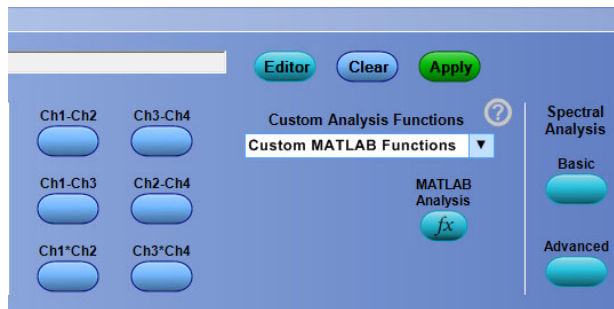 Editor Clear Apply
Ch1-Ch2 Ch3-Ch4 Custom Analysis Functions ? Spectral
Analysis
Custom MATLAB Functions
Basic
Ch1-Ch3 Ch2-Ch4 MATLAB
Analysis
fx
Ch1*Ch2 Ch3*Ch4 Advanced